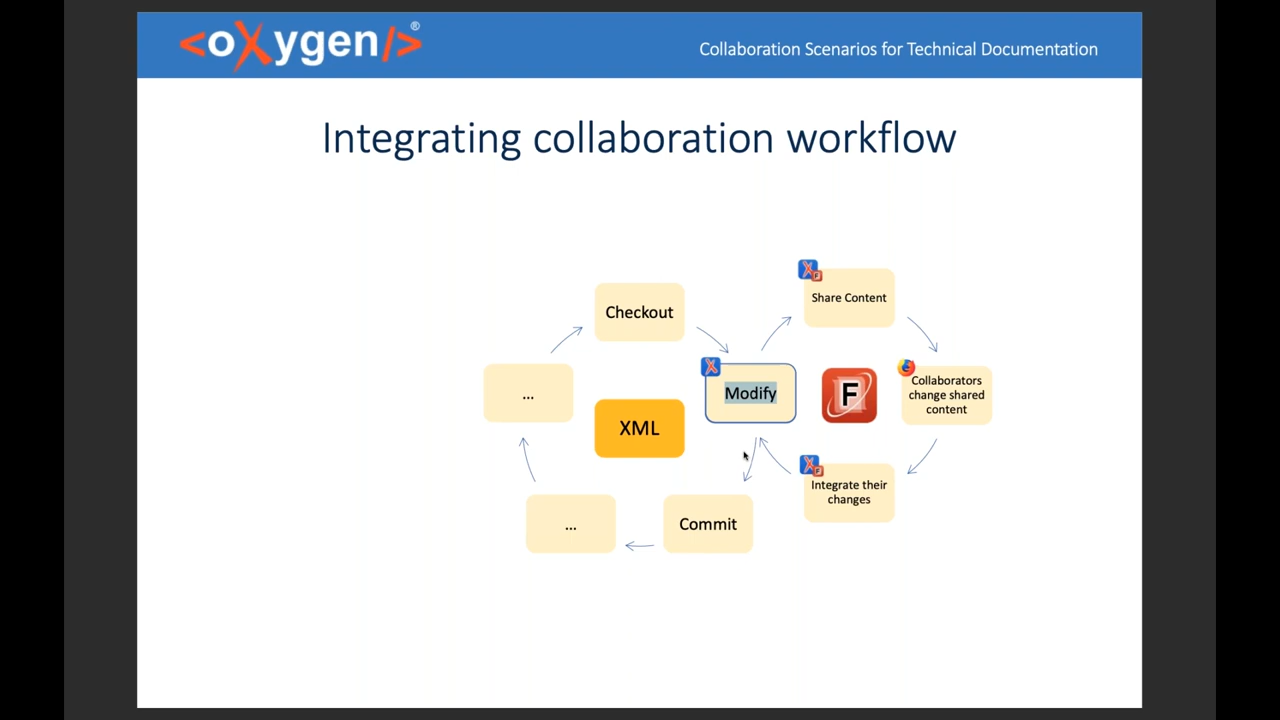 <oXygen/>®
Collaboration Scenarios for Technical Documentation
Integrating collaboration workflow
Share Content
Checkout
Modify
F
Collaborators
change shared
content
...
XML
Integrate their
changes
...
Commit